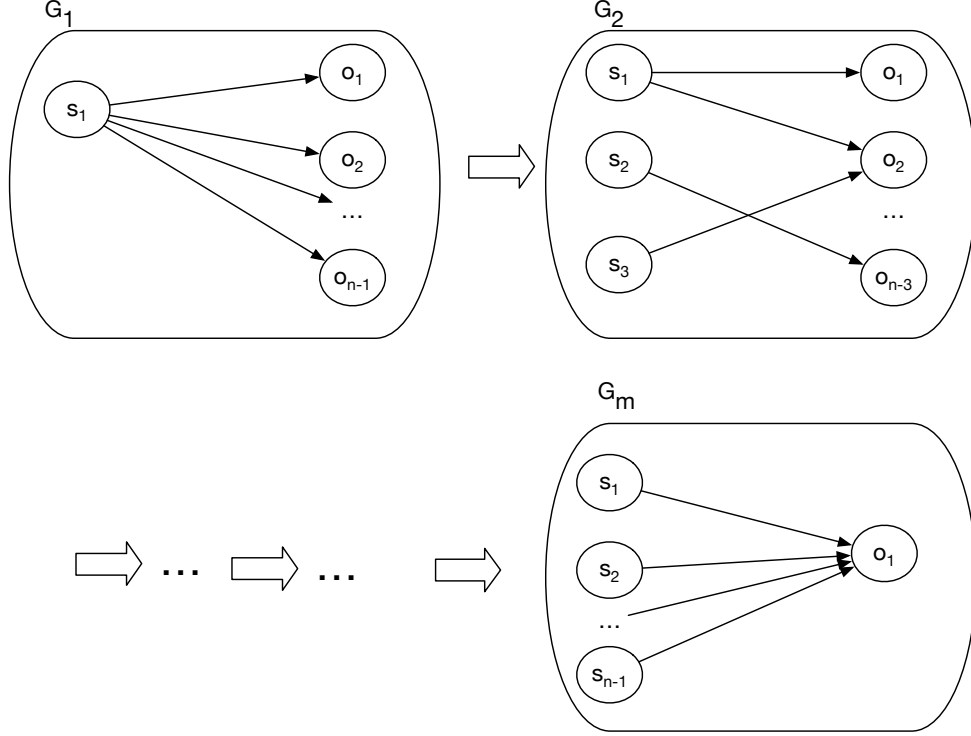 G₁
s₁
o₁
o₂
...
oₙ₋₁
G₂
s₁
s₂
s₃
o₁
o₂
...
oₙ₋₃
...
...
Gₘ
s₁
s₂
...
sₙ₋₁
o₁